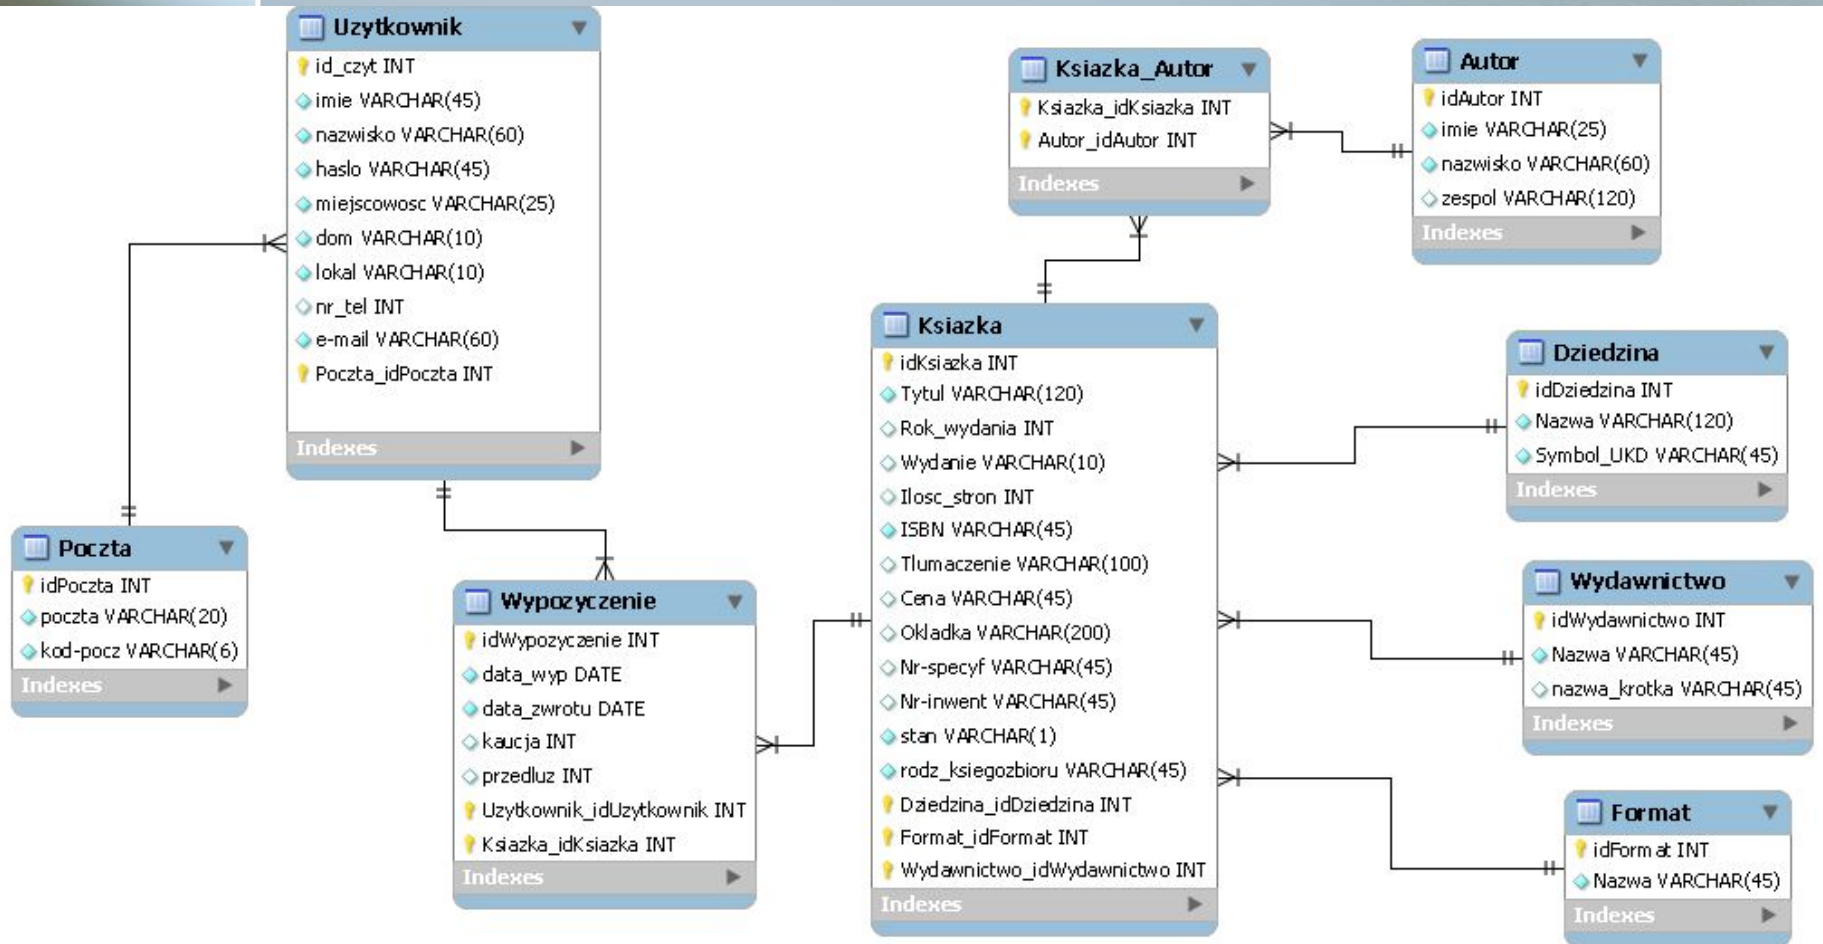 Uzytkownik
id_czyt INT
imie VARCHAR(45)
nazwisko VARCHAR(60)
haslo VARCHAR(45)
miejscowosc VARCHAR(25)
dom VARCHAR(10)
lokal VARCHAR(10)
nr_tel INT
e-mail VARCHAR(60)
Poczta_idPoczta INT
Indexes
Poczta
idPoczta INT
poczta VARCHAR(20)
kod-pocz VARCHAR(6)
Indexes
Wypozyczenie
idWypozyczenie INT
data_wyp DATE
data_zwrotu DATE
kaucja INT
przedluz INT
Uzytkownik_idUzytkownik INT
Ksiazka_idKsiazka INT
Indexes
Ksiazka_Autor
Ksiazka_idKsiazka INT
Autor_idAutor INT
Indexes
Autor
idAutor INT
imie VARCHAR(25)
nazwisko VARCHAR(60)
zespol VARCHAR(120)
Indexes
Ksiazka
idKsiazka INT
Tytul VARCHAR(120)
Rok_wydania INT
Wydanie VARCHAR(10)
Ilosc_stron INT
ISBN VARCHAR(45)
Tlumaczenie VARCHAR(100)
Cena VARCHAR(45)
Okladka VARCHAR(200)
Nr-specyf VARCHAR(45)
Nr-inwent VARCHAR(45)
stan VARCHAR(1)
rodz_ksiegozbioru VARCHAR(45)
Dziedzina_idDziedzina INT
Format_idFormat INT
Wydawnictwo_idWydawnictwo INT
Indexes
Dziedzina
idDziedzina INT
Nazwa VARCHAR(120)
Symbol_UKD VARCHAR(45)
Indexes
Wydawnictwo
idWydawnictwo INT
Nazwa VARCHAR(45)
nazwa_krotka VARCHAR(45)
Indexes
Format
idFormat INT
Nazwa VARCHAR(45)
Indexes